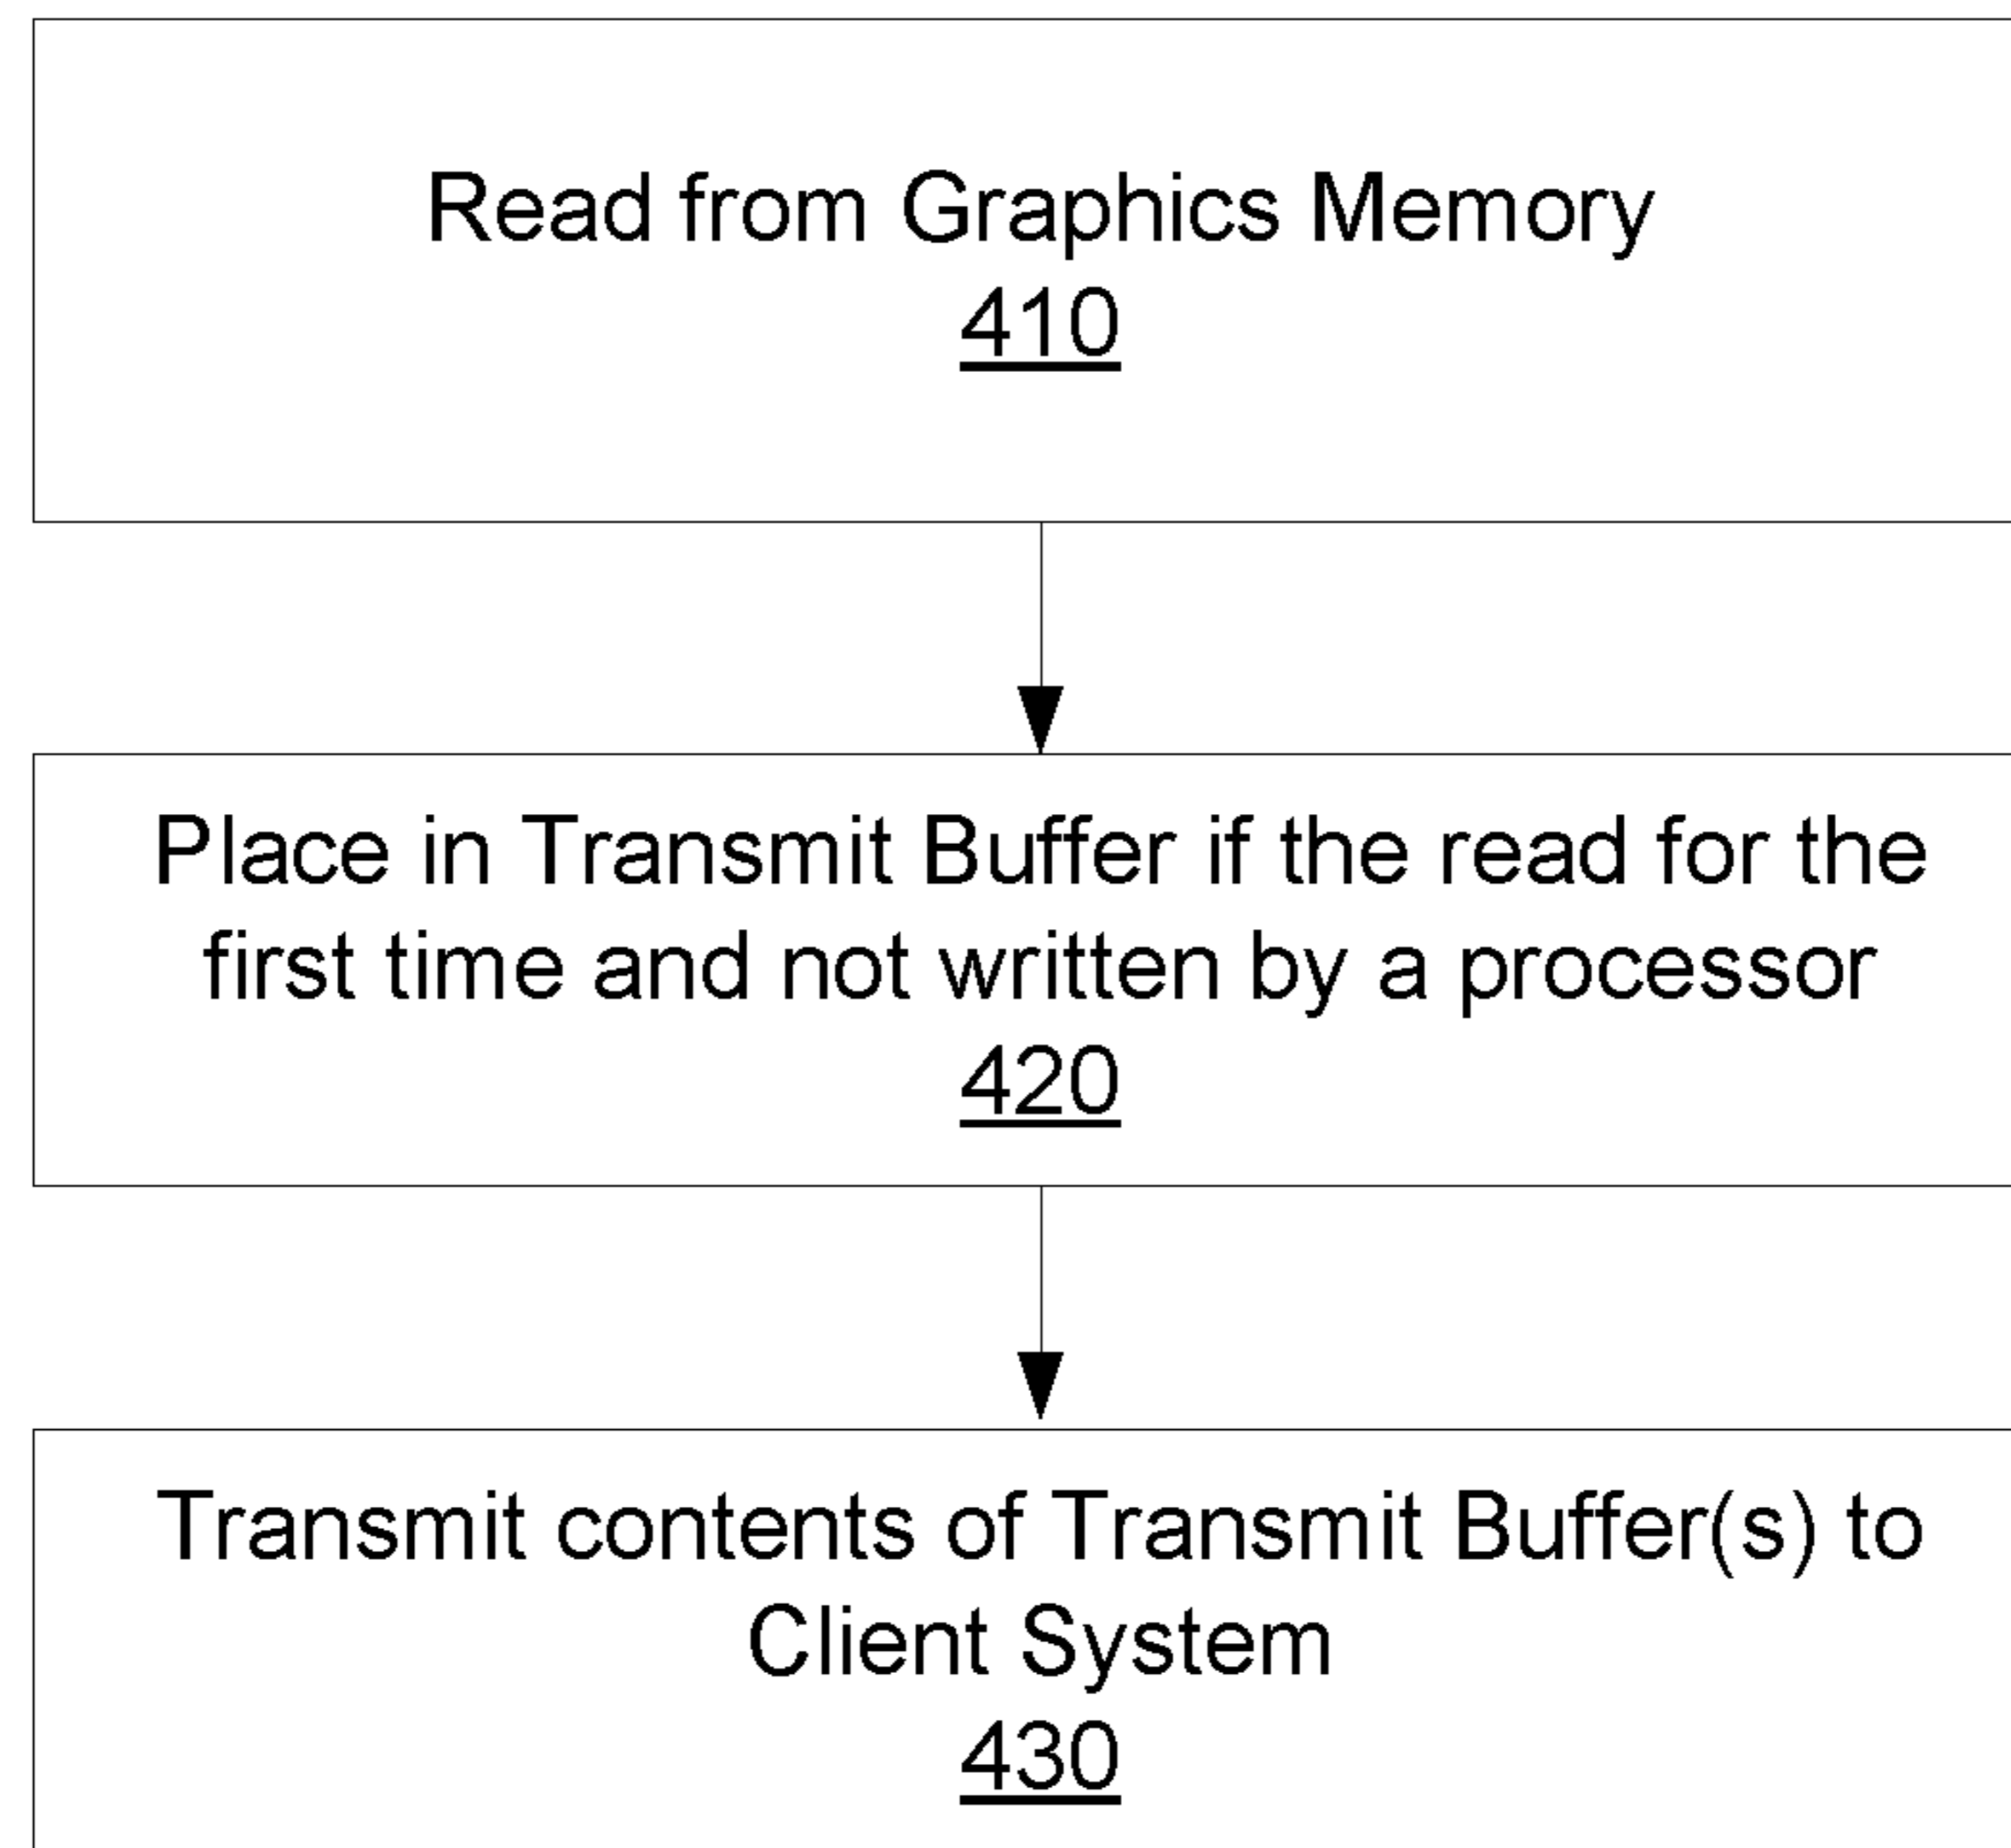 Read from Graphics Memory
410
Place in Transmit Buffer if the read for the
first time and not written by a processor
420
Transmit contents of Transmit Buffer(s) to
Client System
430